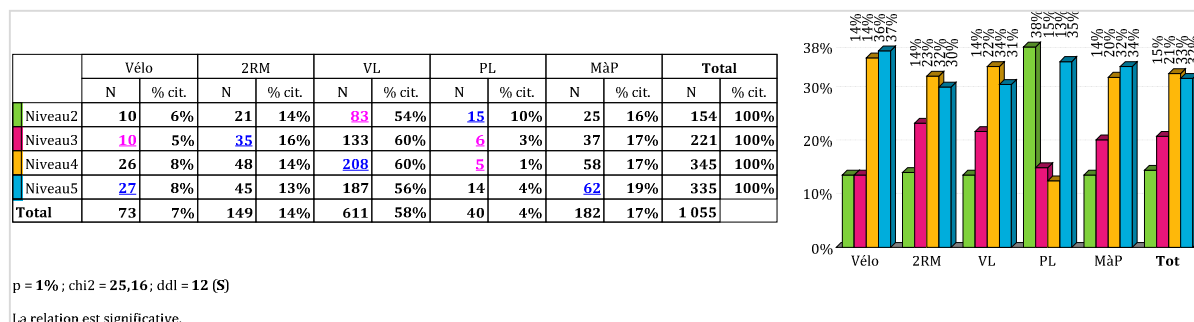 Vélo 2RM VL PL MàP Total
N % cit. N % cit. N % cit. N % cit. N % cit. N % cit.
Niveau2 10 6% 21 14% 83 54% 15 10% 25 16% 154 100%
Niveau3 10 5% 35 16% 133 60% 6 3% 37 17% 221 100%
Niveau4 26 8% 48 14% 208 60% 5 1% 58 17% 345 100%
Niveau5 27 8% 45 13% 187 56% 14 4% 62 19% 335 100%
Total 73 7% 149 14% 611 58% 40 4% 182 17% 1 055
p = 1% ; chi2 = 25,16 ; ddl = 12 (S)
La relation est significative.
38%
30%
20%
10%
0%
14% 14% 36% 37%
14% 23% 32% 30%
14% 22% 34% 31%
38% 15% 13% 35%
14% 20% 32% 34%
15% 21% 33%
Vélo 2RM VL PL MàP Tot